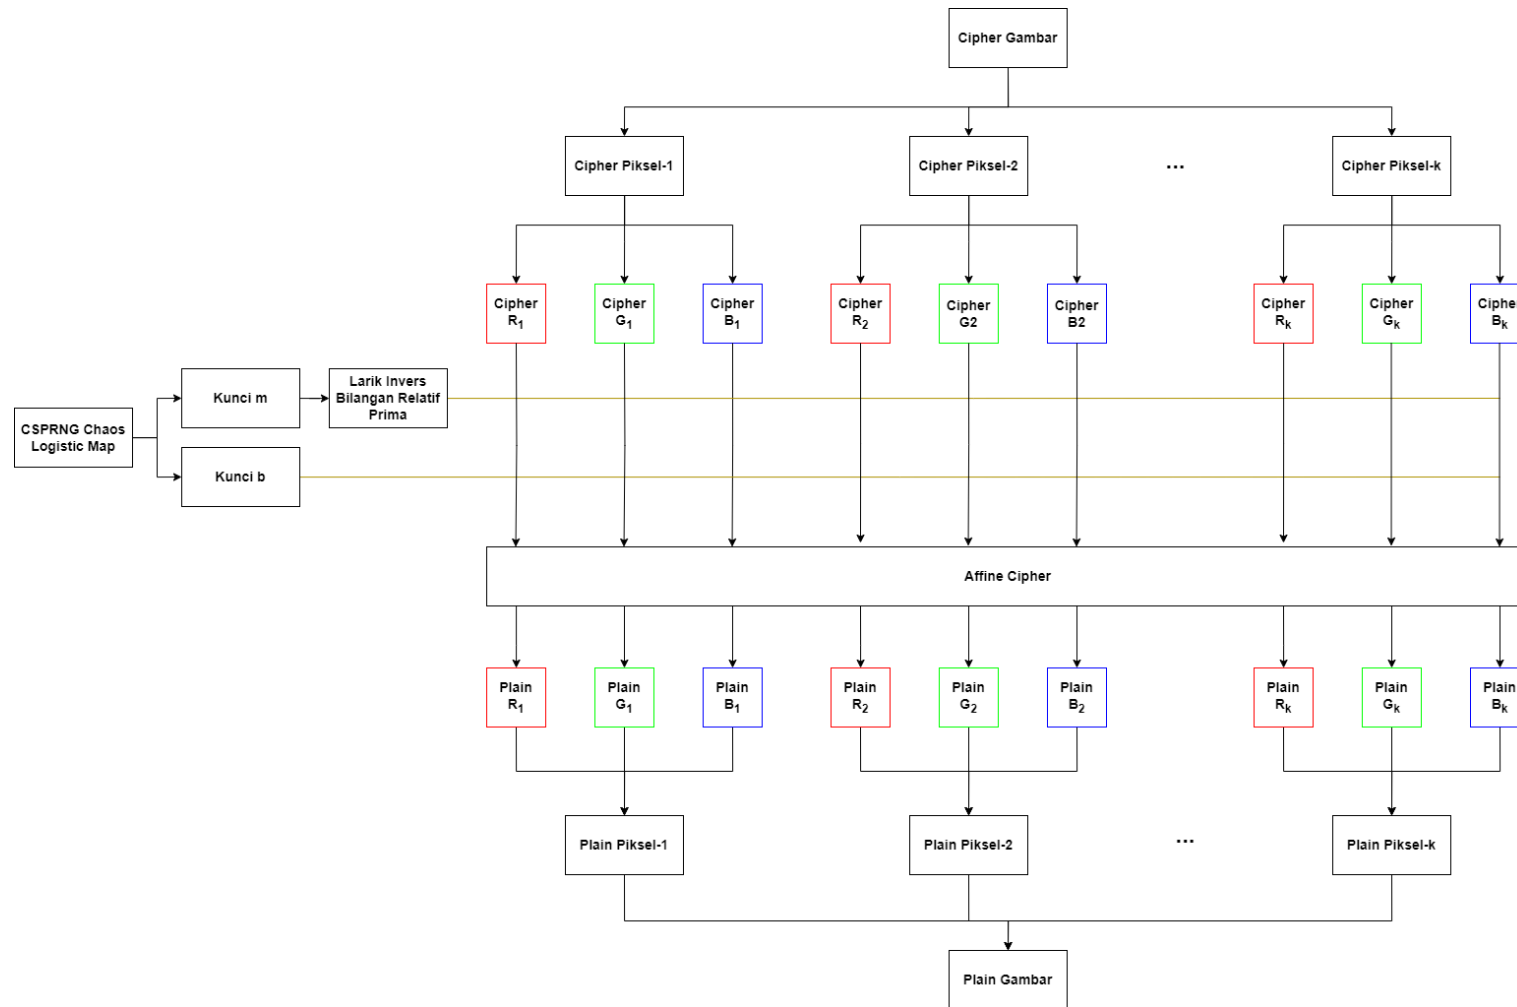 Cipher Gambar
Cipher Piksel-1
Cipher Piksel-2
...
Cipher Piksel-k
Cipher
R1
Cipher
G1
Cipher
B1
Cipher
R2
Cipher
G2
Cipher
B2
Cipher
Rk
Cipher
Gk
Cipher
Bk
CSPRNG Chaos
Logistic Map
Kunci m
Larik Invers
Bilangan Relatif
Prima
Kunci b
Affine Cipher
Plain
R1
Plain
G1
Plain
B1
Plain
R2
Plain
G2
Plain
B2
Plain
Rk
Plain
Gk
Plain
Bk
Plain Piksel-1
Plain Piksel-2
...
Plain Piksel-k
Plain Gambar